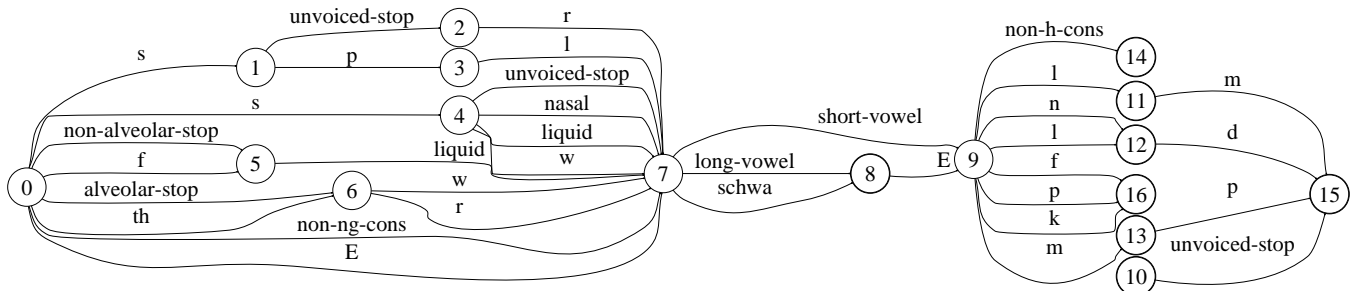 unvoiced-stop
2
r
s
1
p
3
l
unvoiced-stop
s
4
nasal
non-alveolar-stop
liquid
liquid
w
f
5
0
alveolar-stop
6
w
th
r
non-ng-cons
E
7
short-vowel
long-vowel
schwa
8
E
9
non-h-cons
14
l
11
m
n
l
12
d
f
p
16
p
15
k
13
m
unvoiced-stop
10